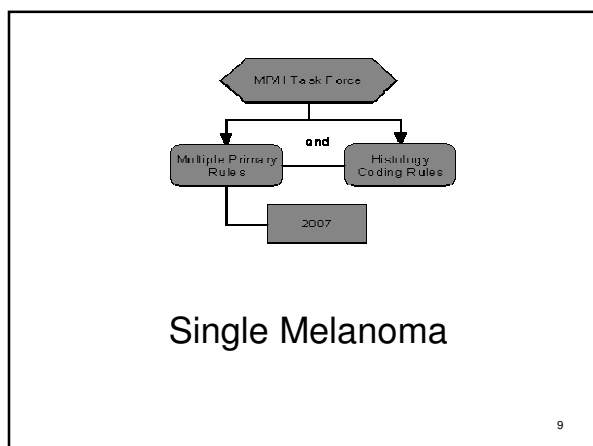 MP/H Task Force
and
Multiple Primary
Rules
Histology
Coding Rules
2007
Single Melanoma
9